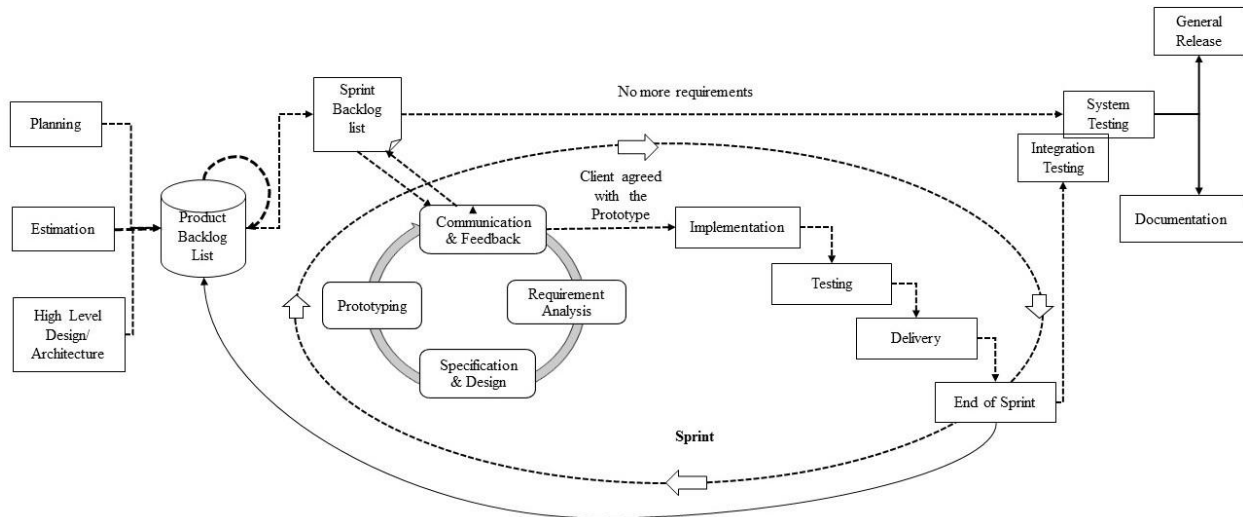 Planning
Estimation
High Level
Design/
Architecture
Product
Backlog
List
Sprint
Backlog
list
No more requirements
Communication
& Feedback
Requirement
Analysis
Specification
& Design
Prototyping
Client agreed
with the
Prototype
Implementation
Testing
Delivery
End of Sprint
Sprint
System
Testing
Integration
Testing
General
Release
Documentation